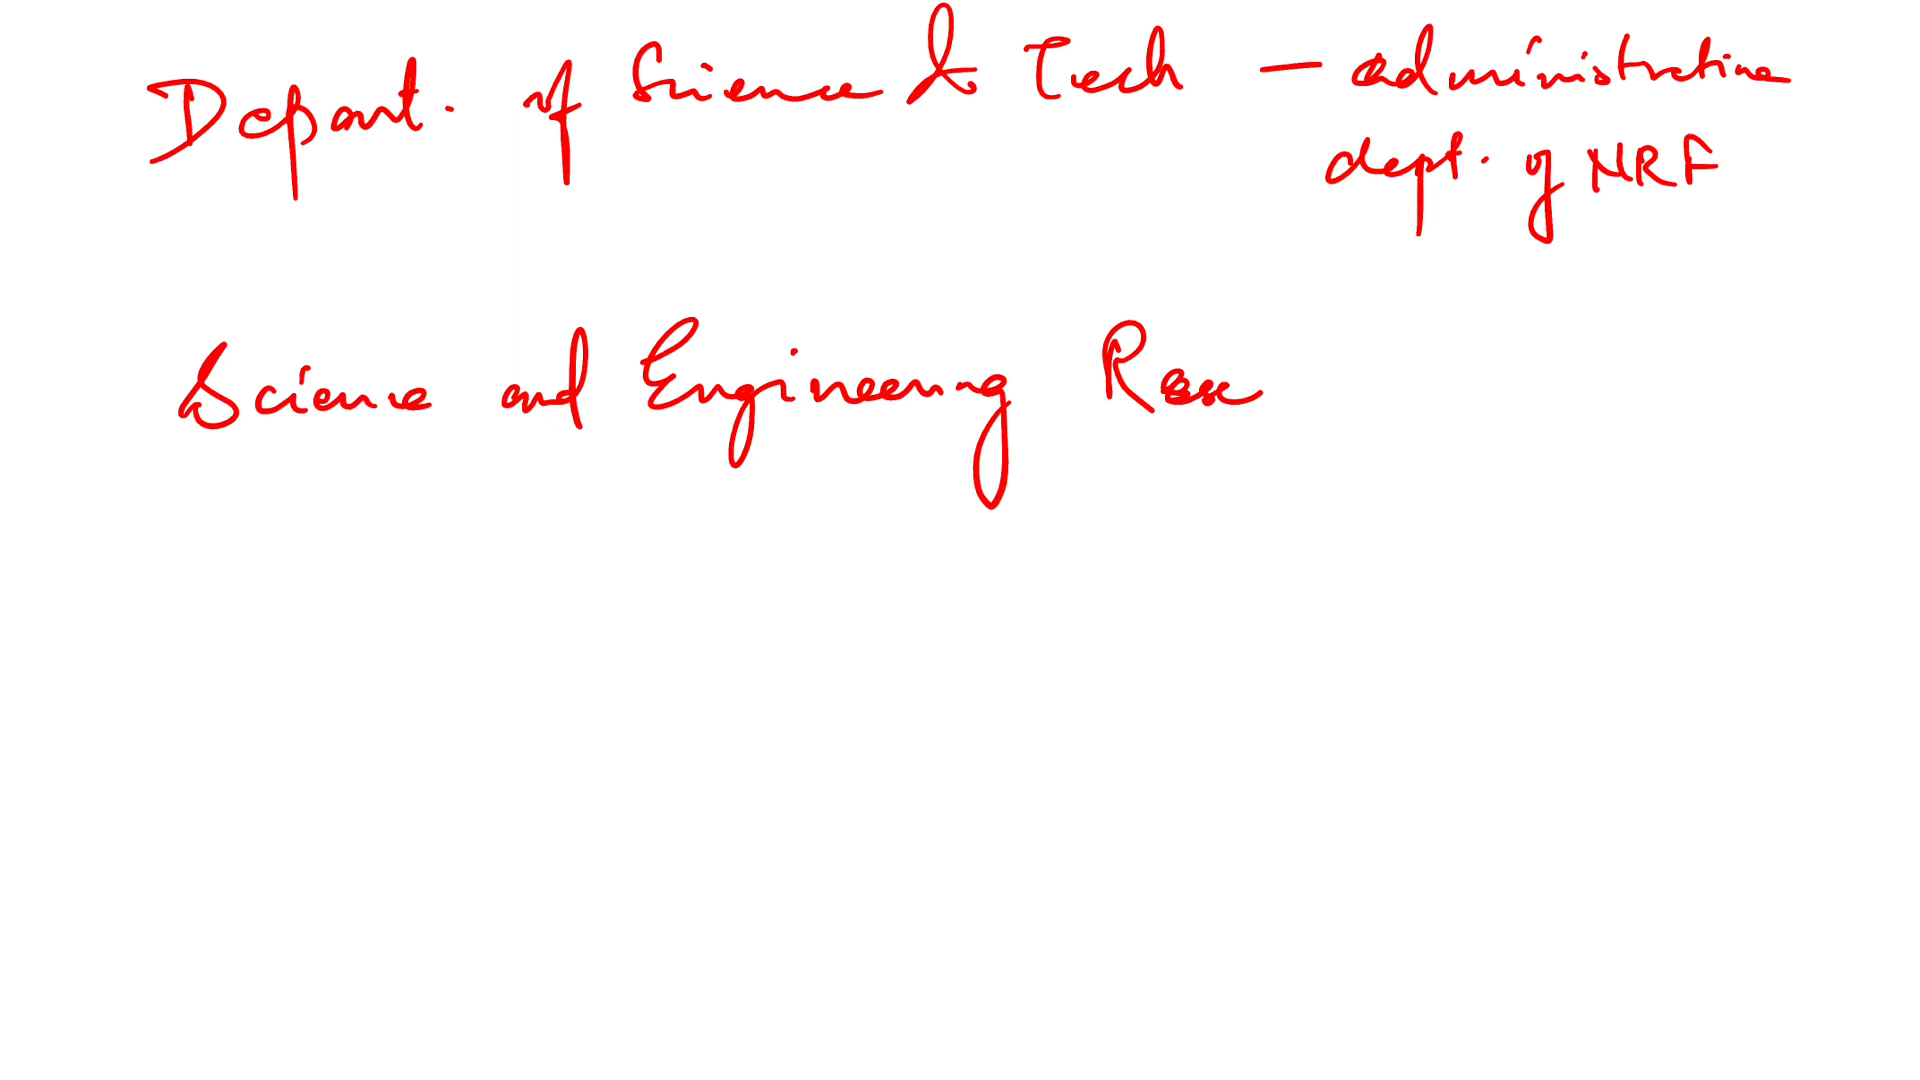 Depart. of Science & Tech — administrative
dept. of NRF
Science and Engineering Rese